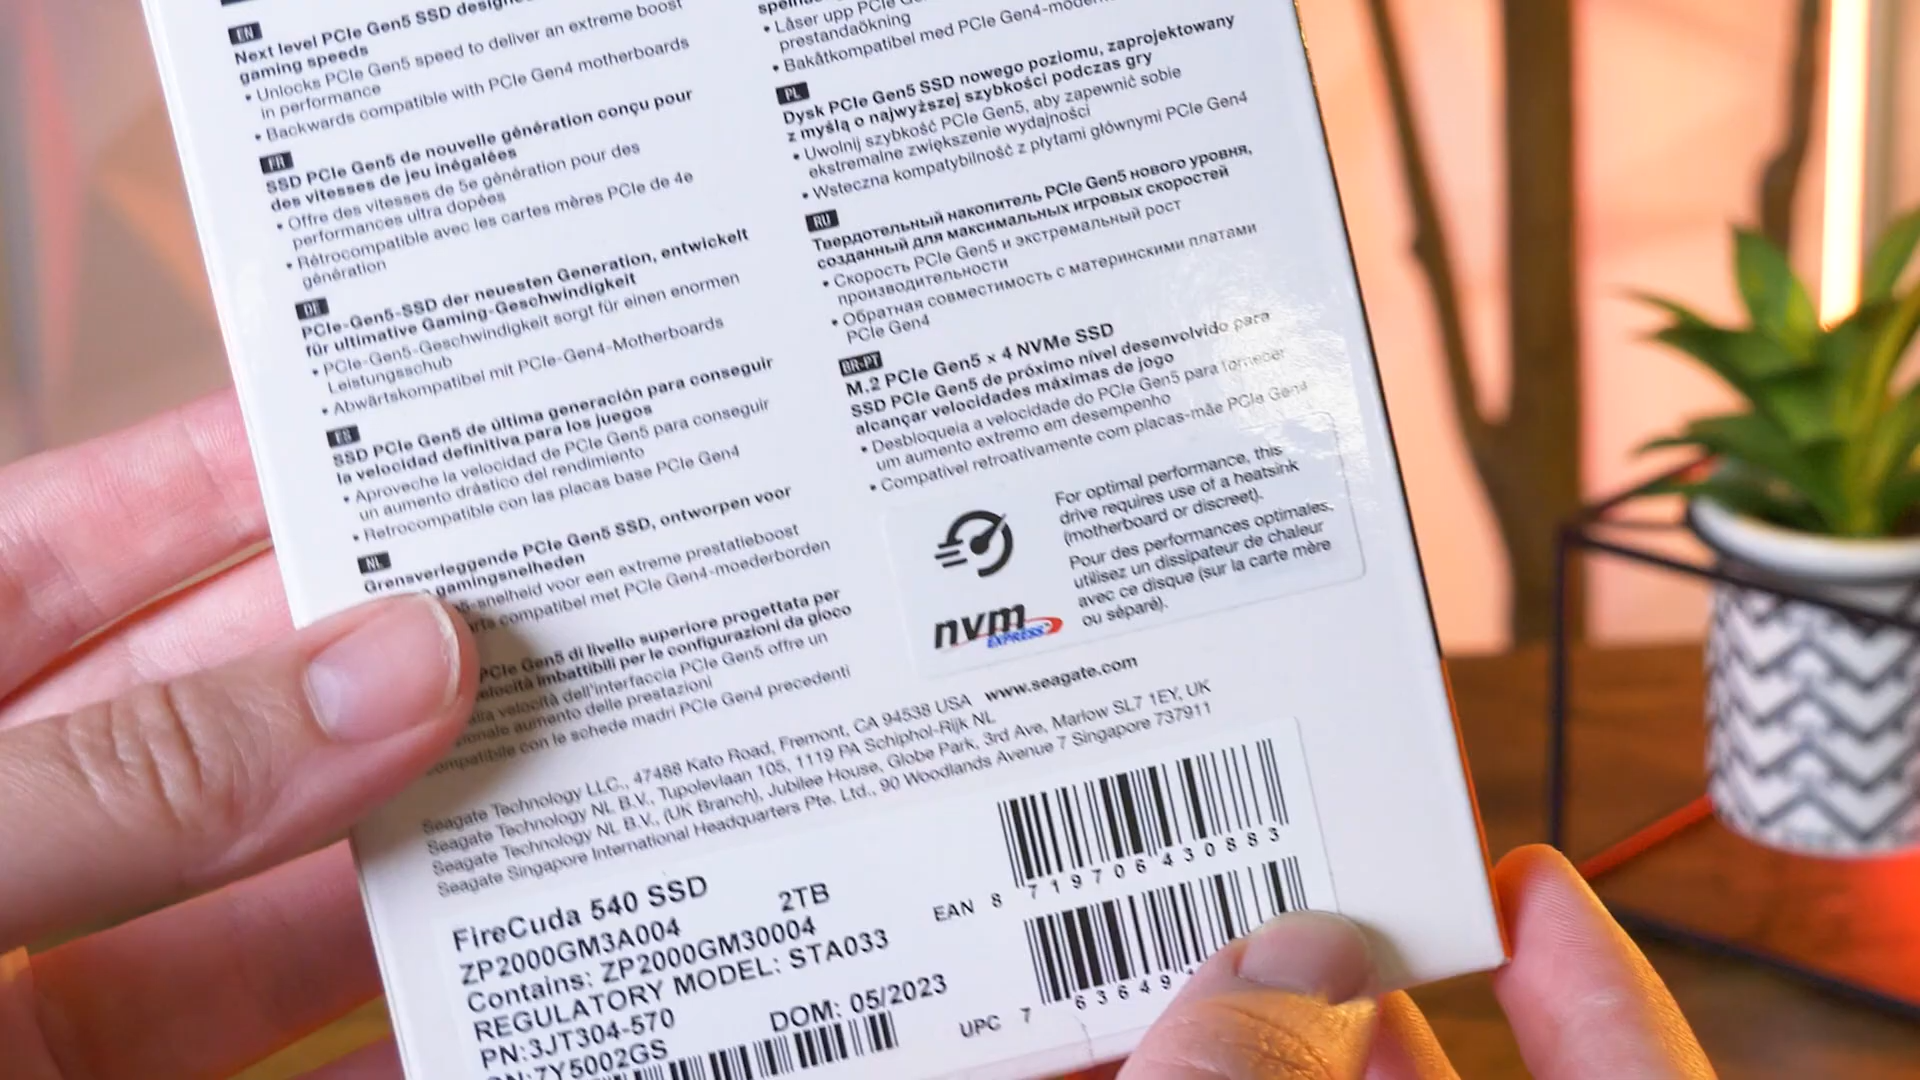 EN
Next level PCIe Gen5 SSD
gaming speeds
• Unlocks PCIe Gen5 speed to deliver an extreme boost
in performance
• Backwards compatible with PCIe Gen4 motherboards
FR
SSD PCIe Gen5 de nouvelle génération conçu pour
des vitesses de jeu inégalées
• Offre des vitesses de 5e génération pour des
performances ultra dopées
• Rétrocompatible avec les cartes mères PCIe de 4e
génération
DE
PCIe-Gen5-SSD der neuesten Generation, entwickelt
für ultimative Gaming-Geschwindigkeit
• PCIe-Gen5-Geschwindigkeit sorgt für einen enormen
Leistungsschub
• Abwärtskompatibel mit PCIe-Gen4-Motherboards
ES
SSD PCIe Gen5 de última generación para conseguir
la velocidad definitiva para los juegos
• Aproveche la velocidad de PCIe Gen5 para conseguir
un aumento drástico del rendimiento
• Retrocompatible con las placas base PCIe Gen4
NL
Grensverleggende PCIe Gen5 SSD, ontworpen voor
gamingsnelheden
-snelheid voor een extreme prestatieboost
compatibel met PCIe Gen4-moederborden
PCIe Gen5 di livello superiore progettata per
imbattibili per le configurazioni da gioco
alla velocità dell'interfaccia PCIe Gen5 offre un
aumento delle prestazioni
con le schede madri PCIe Gen4 precedenti
• Låser upp PCIe
prestandaökning
• Bakåtkompatibel med PCIe
PL
Dysk PCIe Gen5 SSD nowego poziomu, zaprojektowany
z myślą o najwyższej szybkości podczas gry
• Uwolnij szybkość PCIe Gen5, aby zapewnić sobie
ekstremalne zwiększenie wydajności
• Wsteczna kompatybilność z płytami głównymi PCIe Gen4
RU
Твердотельный накопитель PCIe Gen5 нового уровня,
созданный для максимальных игровых скоростей
• Скорость PCIe Gen5 и экстремальный рост
производительности
• Обратная совместимость с материнскими платами
PCIe Gen4
BR-PT
M.2 PCIe Gen5 x 4 NVMe SSD
SSD PCIe Gen5 de próximo nível desenvolvido para
alcançar velocidades máximas de jogo
• Desbloqueia a velocidade do PCIe Gen5 para fornecer
um aumento extremo em desempenho
• Compatível retroativamente com placas-mãe PCIe Gen4
For optimal performance, this
drive requires use of a heatsink
(motherboard or discreet).
Pour des performances optimales,
utilisez un dissipateur de chaleur
avec ce disque (sur la carte mère
ou séparé).
nvm
EXPRESS
Seagate Technology LLC., 47488 Kato Road, Fremont, CA 94538 USA www.seagate.com
Seagate Technology NL B.V., Tupolevlaan 105, 1119 PA Schiphol-Rijk NL
Seagate Technology NL B.V., (UK Branch), Jubilee House, Globe Park, 3rd Ave, Marlow SL7 1EY, UK
Seagate Singapore International Headquarters Pte. Ltd., 90 Woodlands Avenue 7 Singapore 737911
FireCuda 540 SSD 2TB
ZP2000GM3A004
Contains: ZP2000GM30004
REGULATORY MODEL: STA033
PN:3JT304-570 DOM: 05/2023
SN:7Y5002GS
EAN 8 719706 430883
UPC 7 63649